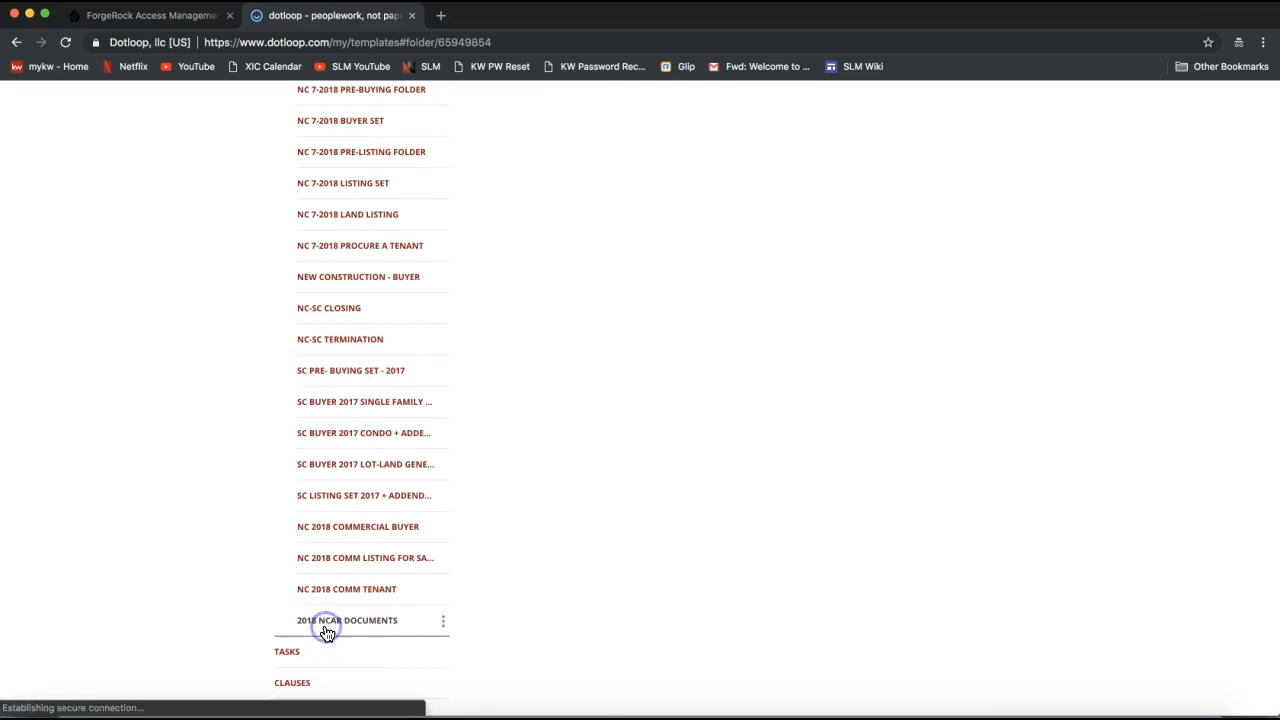 ForgeRock Access Managemen
dotloop - peoplework, not pap
Dotloop, llc [US] | https://www.dotloop.com/my/templates#folder/65949854
mykw - Home Netflix YouTube XIC Calendar SLM YouTube SLM KW PW Reset KW Password Rec... Glip Fwd: Welcome to ... SLM Wiki Other Bookmarks
NC 7-2018 PRE-BUYING FOLDER
NC 7-2018 BUYER SET
NC 7-2018 PRE-LISTING FOLDER
NC 7-2018 LISTING SET
NC 7-2018 LAND LISTING
NC 7-2018 PROCURE A TENANT
NEW CONSTRUCTION - BUYER
NC-SC CLOSING
NC-SC TERMINATION
SC PRE- BUYING SET - 2017
SC BUYER 2017 SINGLE FAMILY ...
SC BUYER 2017 CONDO + ADDE...
SC BUYER 2017 LOT-LAND GENE...
SC LISTING SET 2017 + ADDEND...
NC 2018 COMMERCIAL BUYER
NC 2018 COMM LISTING FOR SA...
NC 2018 COMM TENANT
2018 NCAR DOCUMENTS
TASKS
CLAUSES
Establishing secure connection...